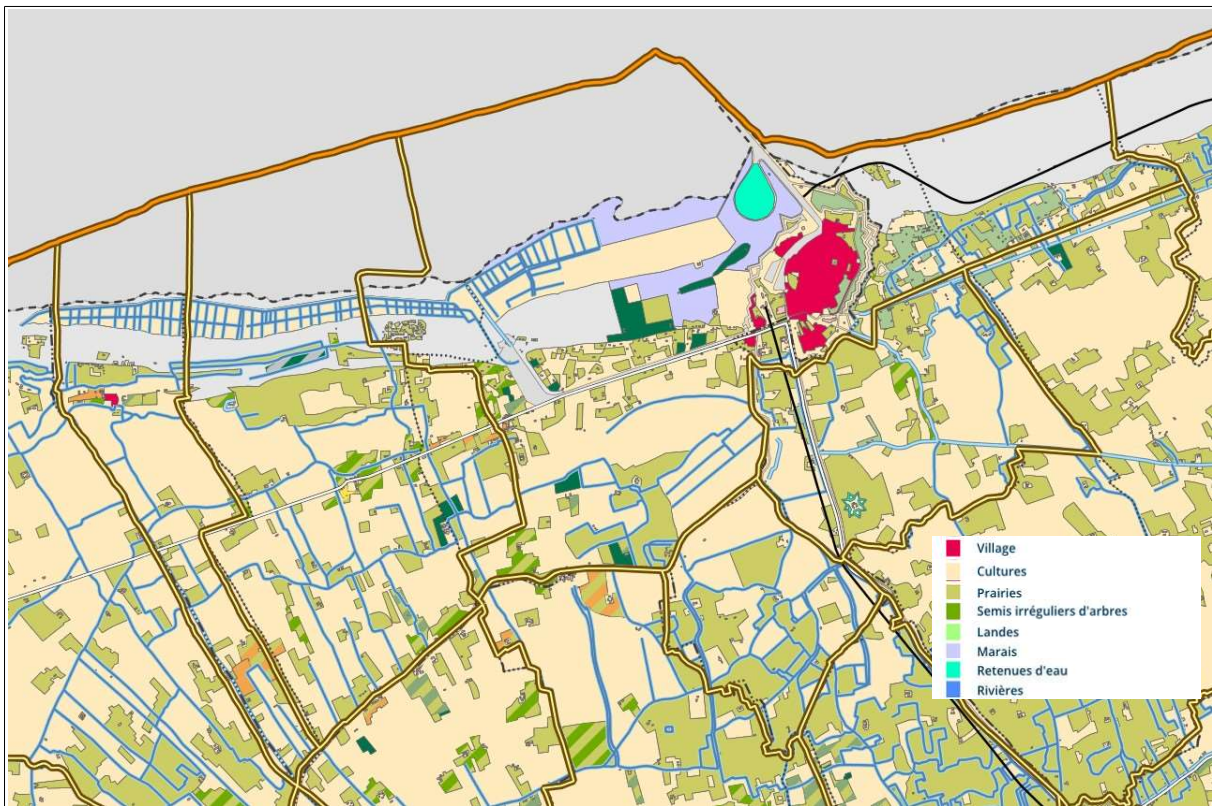 Village
Cultures
Prairies
Semis irréguliers d'arbres
Landes
Marais
Retenues d'eau
Rivières